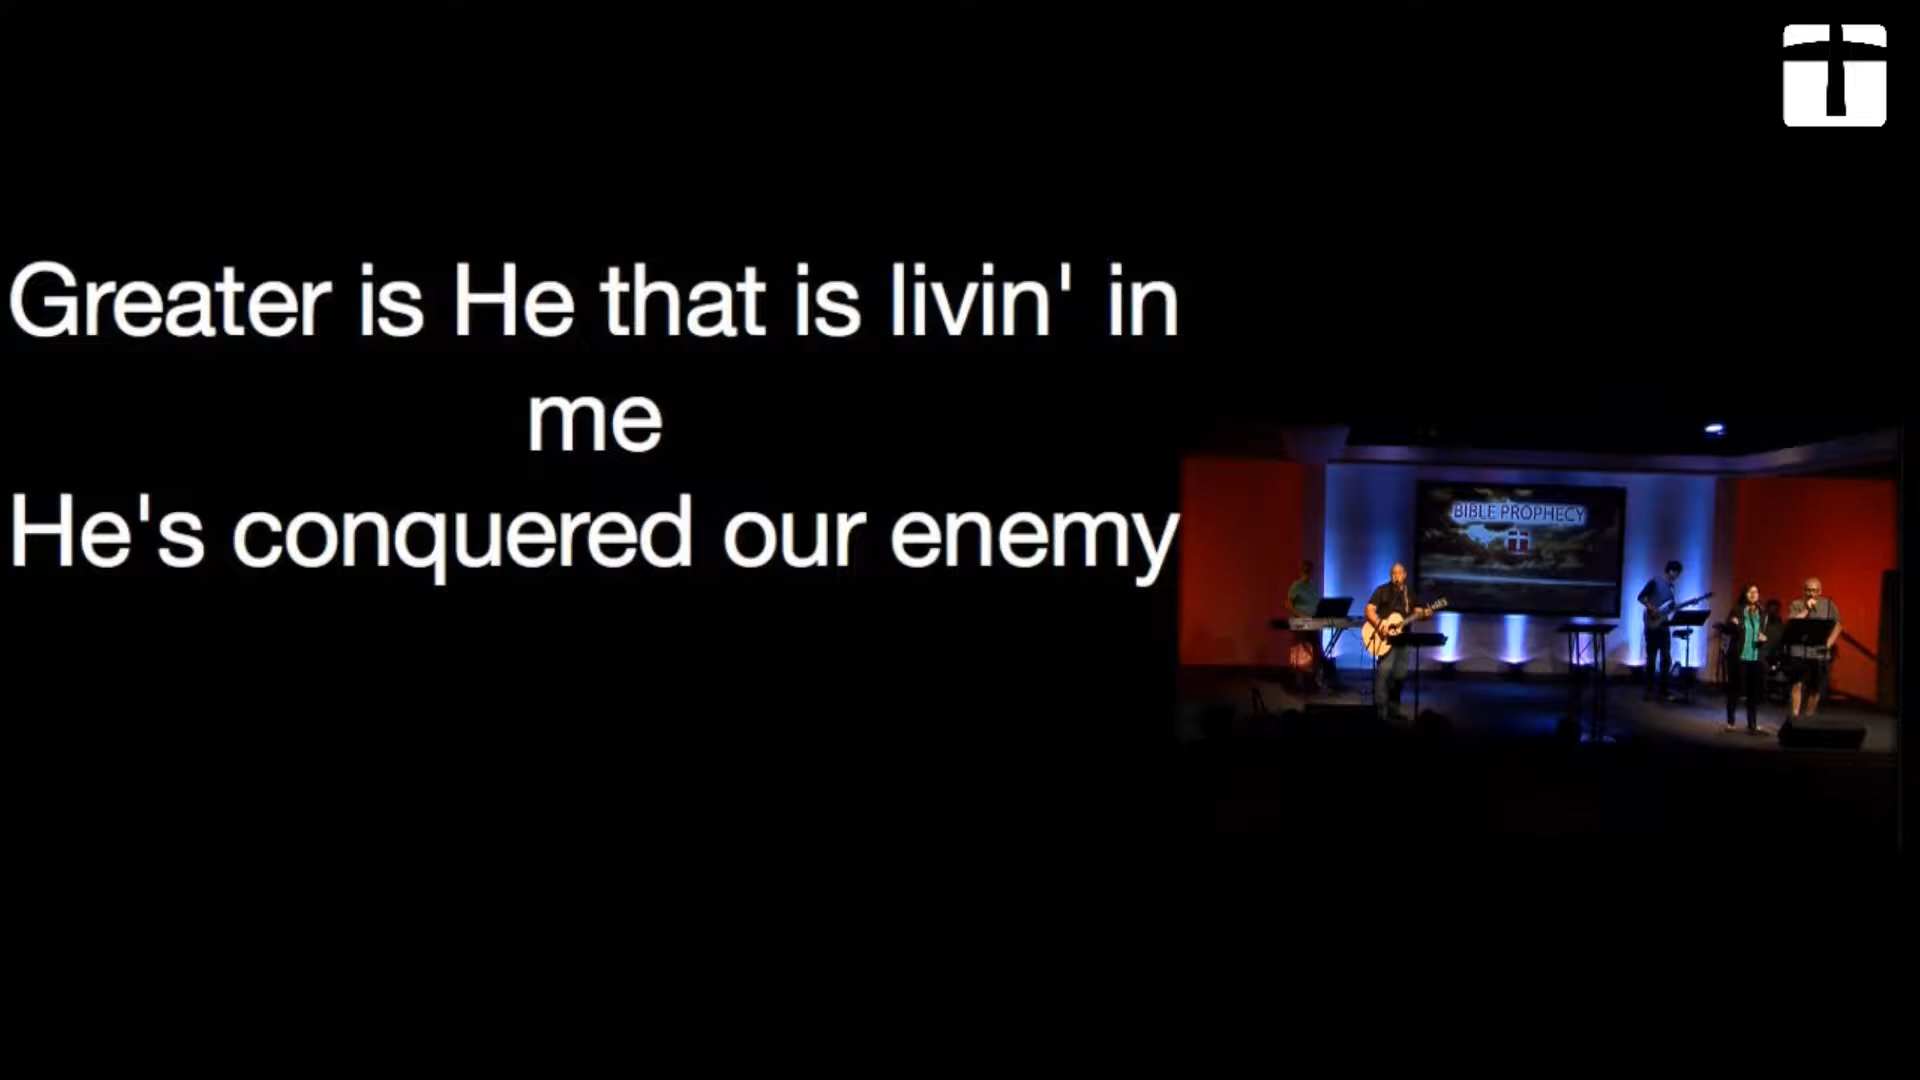 Greater is He that is livin' in
me
He's conquered our enemy
BIBLE PROPHECY